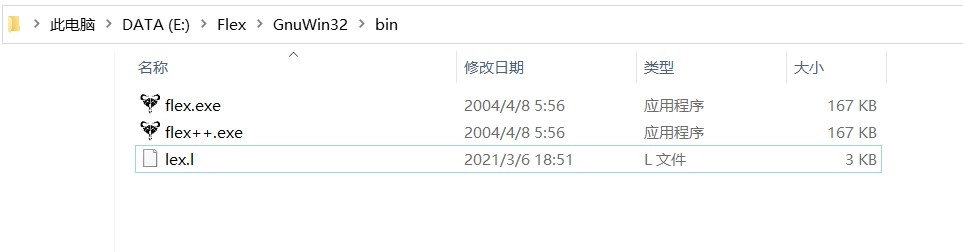 此电脑 > DATA (E:) > Flex > GnuWin32 > bin
名称 修改日期 类型 大小
flex.exe 2004/4/8 5:56 应用程序 167 KB
flex++.exe 2004/4/8 5:56 应用程序 167 KB
lex.l 2021/3/6 18:51 L 文件 3 KB